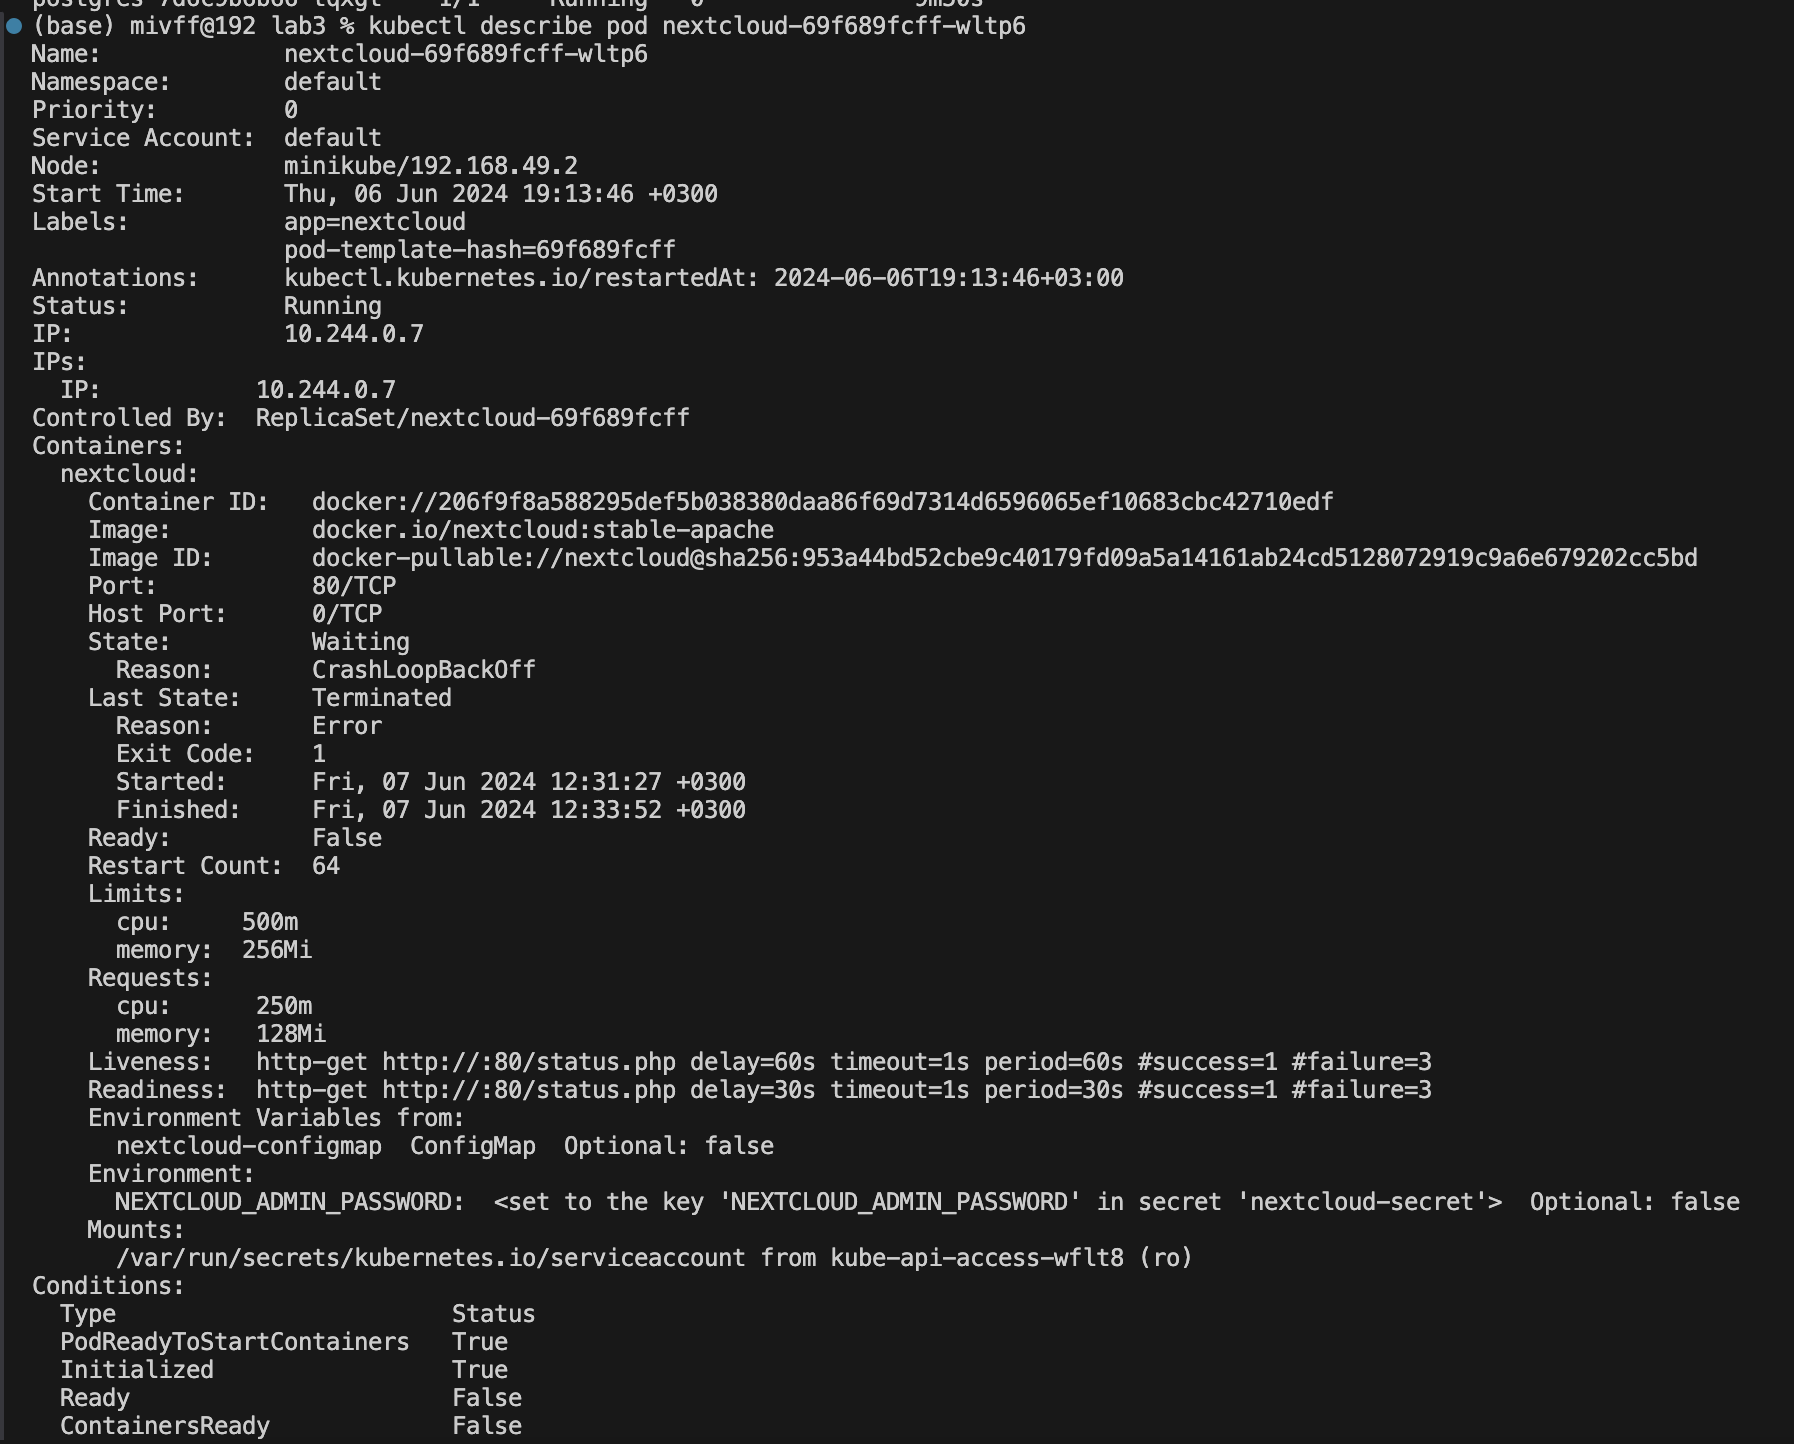 (base) mivff@192 lab3 % kubectl describe pod nextcloud-69f689fcff-wltp6
Name:             nextcloud-69f689fcff-wltp6
Namespace:        default
Priority:         0
Service Account:  default
Node:             minikube/192.168.49.2
Start Time:       Thu, 06 Jun 2024 19:13:46 +0300
Labels:           app=nextcloud
                  pod-template-hash=69f689fcff
Annotations:      kubectl.kubernetes.io/restartedAt: 2024-06-06T19:13:46+03:00
Status:           Running
IP:               10.244.0.7
IPs:
  IP:           10.244.0.7
Controlled By:  ReplicaSet/nextcloud-69f689fcff
Containers:
  nextcloud:
    Container ID:   docker://206f9f8a588295def5b038380daa86f69d7314d6596065ef10683cbc42710edf
    Image:          docker.io/nextcloud:stable-apache
    Image ID:       docker-pullable://nextcloud@sha256:953a44bd52cbe9c40179fd09a5a14161ab24cd5128072919c9a6e679202cc5bd
    Port:           80/TCP
    Host Port:      0/TCP
    State:          Waiting
      Reason:       CrashLoopBackOff
    Last State:     Terminated
      Reason:       Error
      Exit Code:    1
      Started:      Fri, 07 Jun 2024 12:31:27 +0300
      Finished:     Fri, 07 Jun 2024 12:33:52 +0300
    Ready:          False
    Restart Count:  64
    Limits:
      cpu:     500m
      memory:  256Mi
    Requests:
      cpu:      250m
      memory:   128Mi
    Liveness:   http-get http://:80/status.php delay=60s timeout=1s period=60s #success=1 #failure=3
    Readiness:  http-get http://:80/status.php delay=30s timeout=1s period=30s #success=1 #failure=3
    Environment Variables from:
      nextcloud-configmap  ConfigMap  Optional: false
    Environment:
      NEXTCLOUD_ADMIN_PASSWORD:  <set to the key 'NEXTCLOUD_ADMIN_PASSWORD' in secret 'nextcloud-secret'>  Optional: false
    Mounts:
      /var/run/secrets/kubernetes.io/serviceaccount from kube-api-access-wflt8 (ro)
Conditions:
  Type                        Status
  PodReadyToStartContainers   True
  Initialized                 True
  Ready                       False
  ContainersReady             False